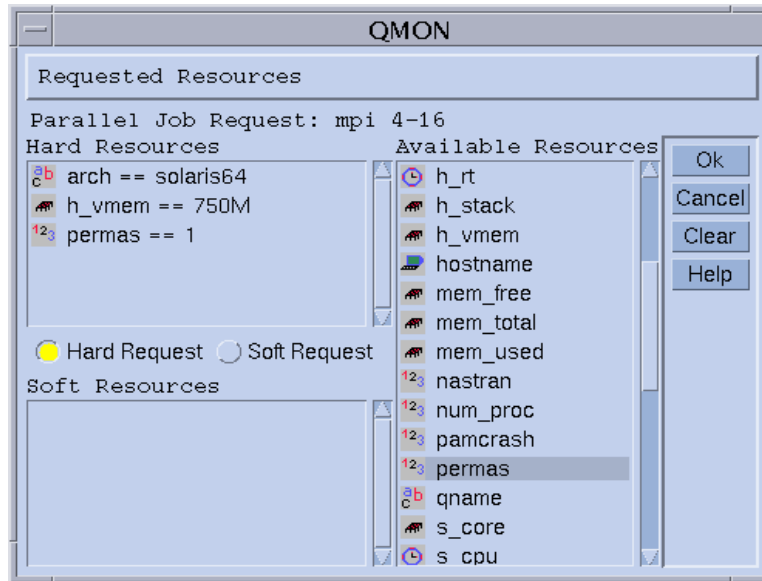 QMON
Requested Resources
Parallel Job Request: mpi 4-16
Hard Resources
arch == solaris64
h_vmem == 750M
permas == 1
Hard Request Soft Request
Soft Resources
Available Resources
h_rt
h_stack
h_vmem
hostname
mem_free
mem_total
mem_used
nastran
num_proc
pamcrash
permas
qname
s_core
s_cpu
Ok
Cancel
Clear
Help